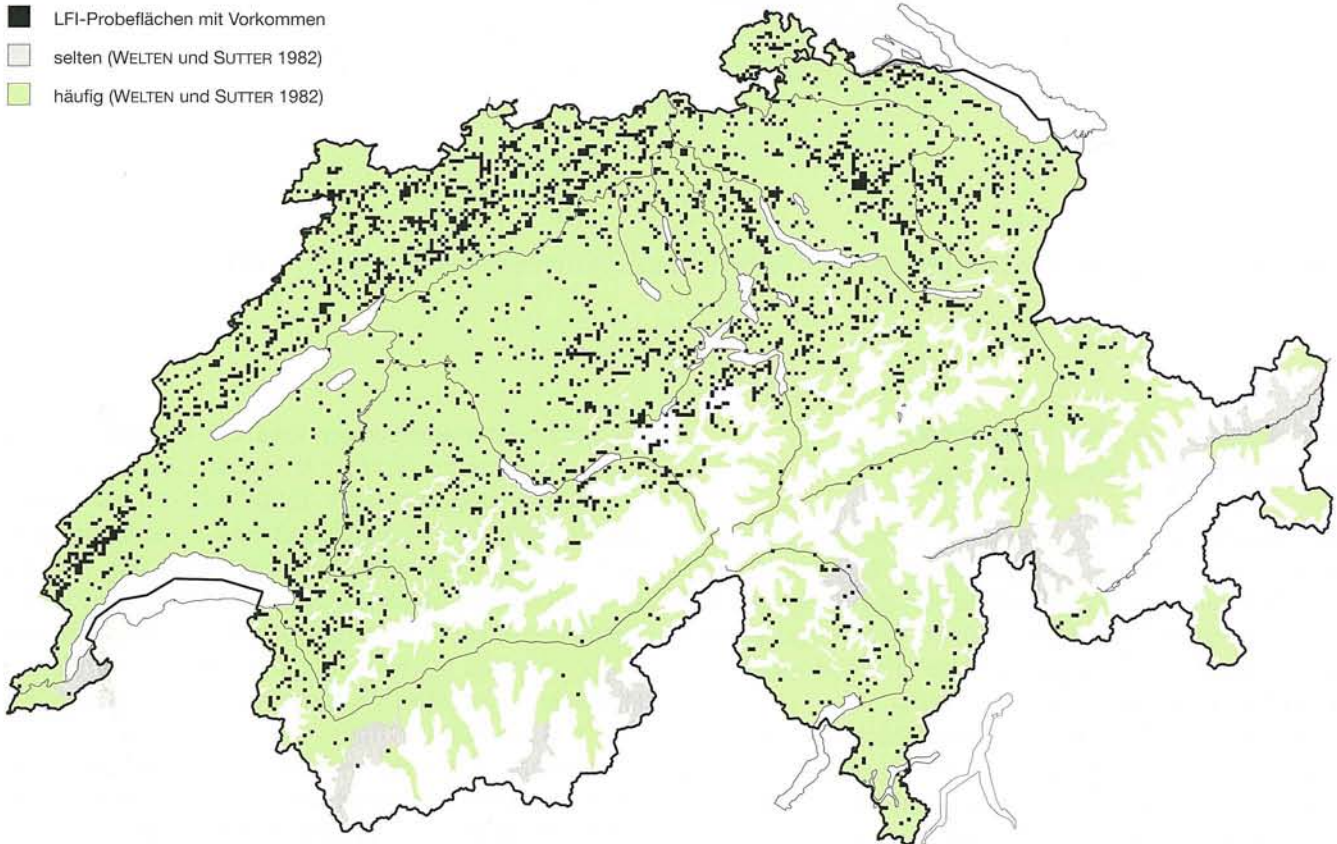 LFI-Probeflächen mit Vorkommen
selten (WELTEN und SUTTER 1982)
häufig (WELTEN und SUTTER 1982)